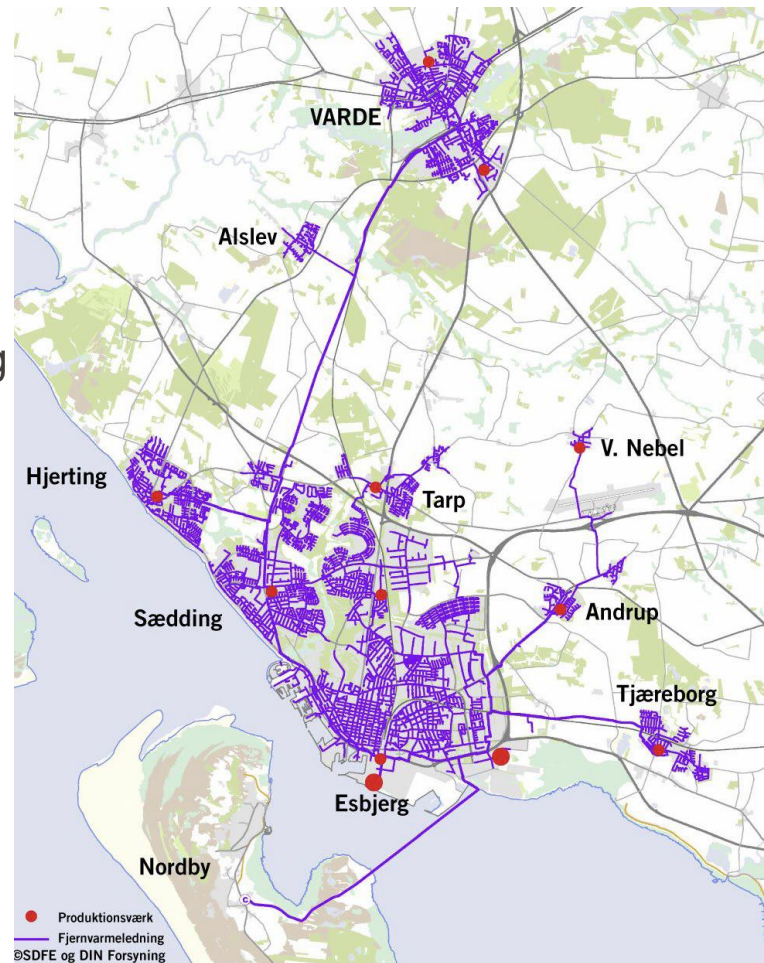 VARDE
Alslev
g
V. Nebel
Hjerting
Tarp
Sædding
Andrup
Tjæreborg
Esbjerg
Nordby
c
Produktionsværk
Fjernvarmeledning
©SDFE og DIN Forsyning